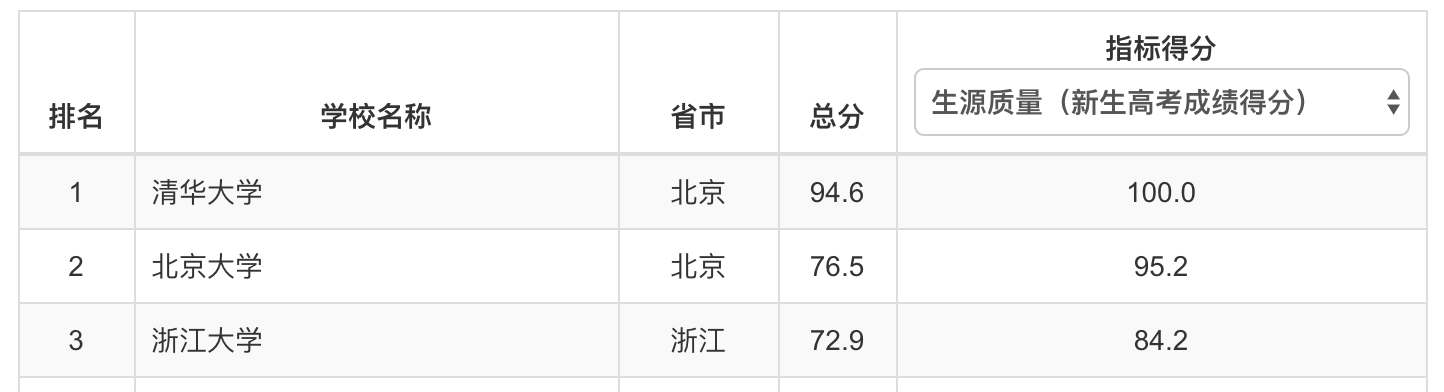 指标得分
生源质量（新生高考成绩得分）
排名 学校名称 省市 总分
1 清华大学 北京 94.6 100.0
2 北京大学 北京 76.5 95.2
3 浙江大学 浙江 72.9 84.2